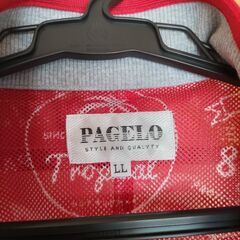 PAGELO
STYLE AND QUALITY
LL
Tropical